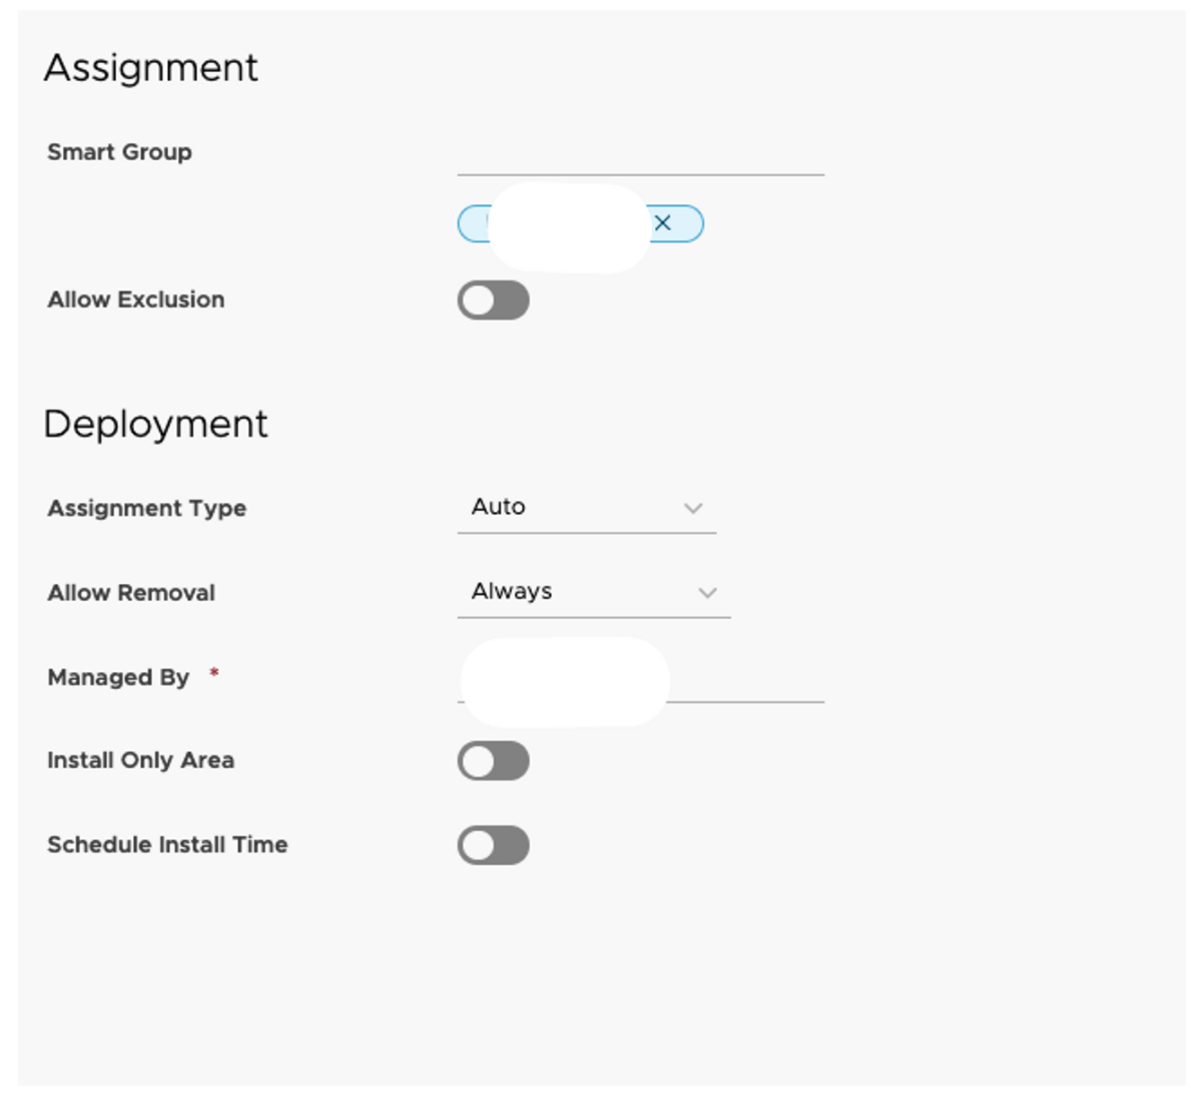 Assignment
Smart Group
Allow Exclusion
Deployment
Assignment Type Auto
Allow Removal Always
Managed By *
Install Only Area
Schedule Install Time